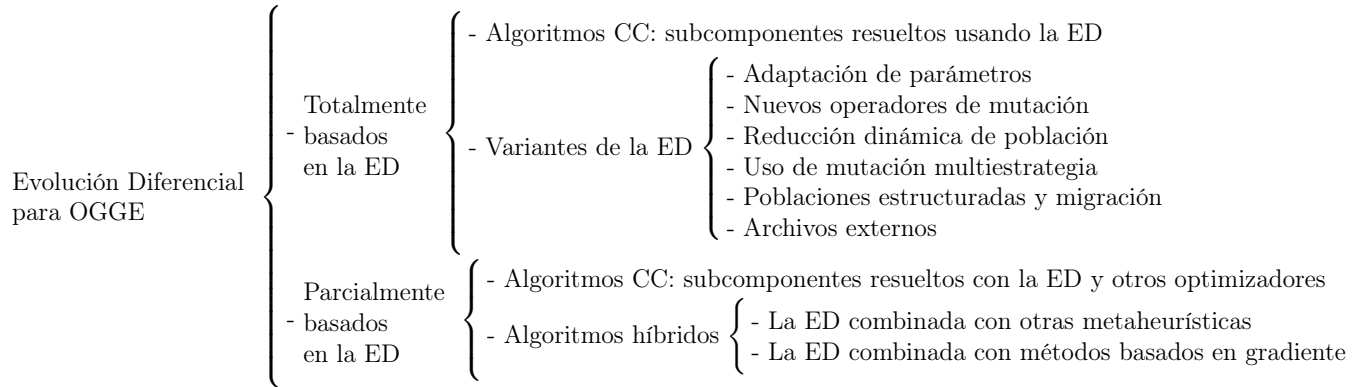 Evolución Diferencial
para OGGE
- Totalmente
basados
en la ED
- Algoritmos CC: subcomponentes resueltos usando la ED
- Variantes de la ED
- Adaptación de parámetros
- Nuevos operadores de mutación
- Reducción dinámica de población
- Uso de mutación multiestrategia
- Poblaciones estructuradas y migración
- Archivos externos
- Parcialmente
basados
en la ED
- Algoritmos CC: subcomponentes resueltos con la ED y otros optimizadores
- Algoritmos híbridos
- La ED combinada con otras metaheurísticas
- La ED combinada con métodos basados en gradiente